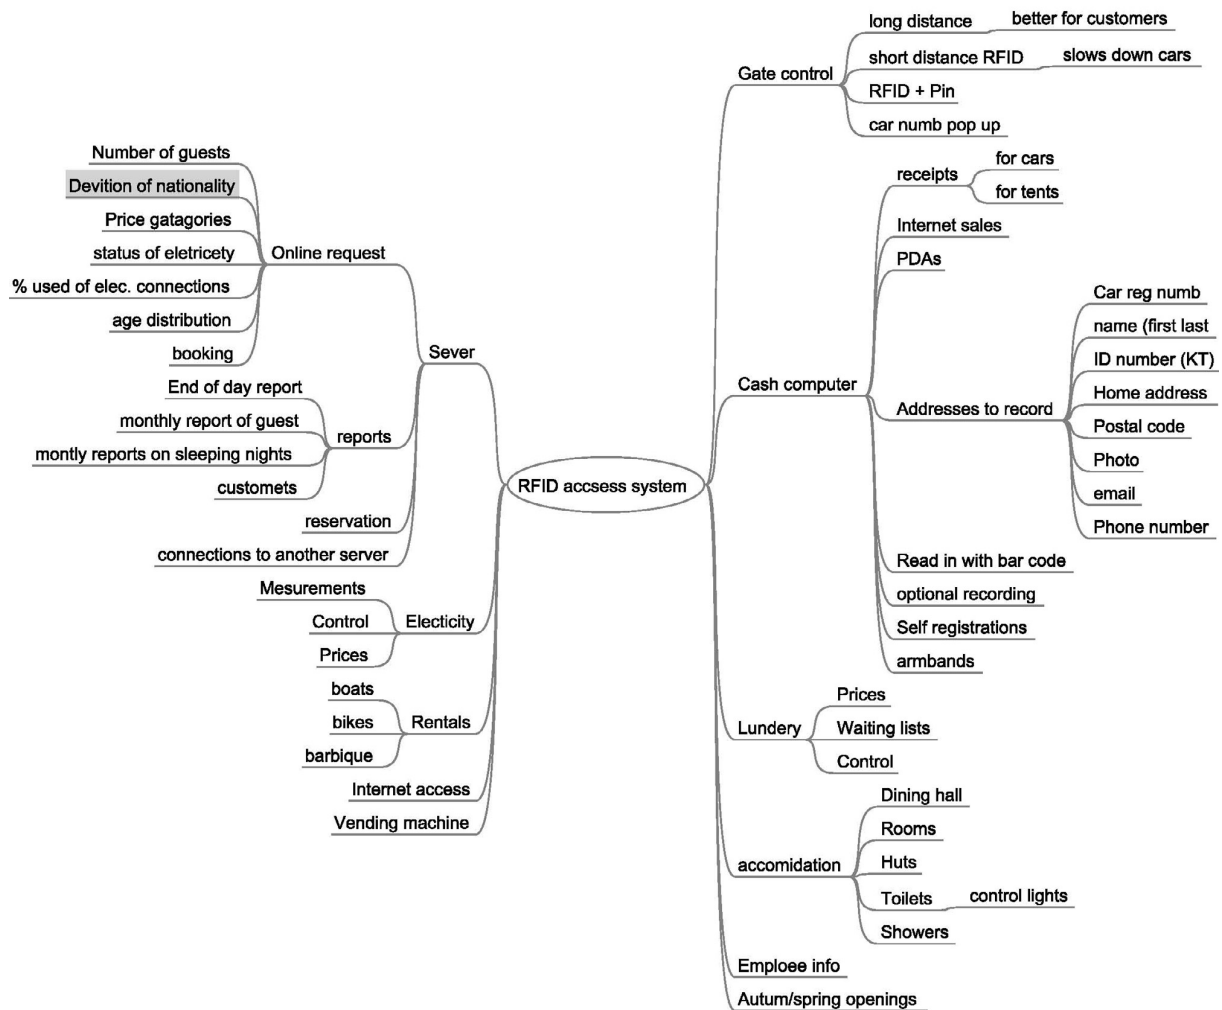 RFID accsess system
Gate control
long distance
better for customers
short distance RFID
slows down cars
RFID + Pin
car numb pop up
Cash computer
receipts
for cars
for tents
Internet sales
PDAs
Addresses to record
Car reg numb
name (first last
ID number (KT)
Home address
Postal code
Photo
email
Phone number
Read in with bar code
optional recording
Self registrations
armbands
Lundery
Prices
Waiting lists
Control
accomidation
Dining hall
Rooms
Huts
Toilets
control lights
Showers
Emploee info
Autum/spring openings
Sever
Online request
Number of guests
Devition of nationality
Price gatagories
status of eletricety
% used of elec. connections
age distribution
booking
reports
End of day report
monthly report of guest
montly reports on sleeping nights
customets
reservation
connections to another server
Electicity
Mesurements
Control
Prices
Rentals
boats
bikes
barbique
Internet access
Vending machine